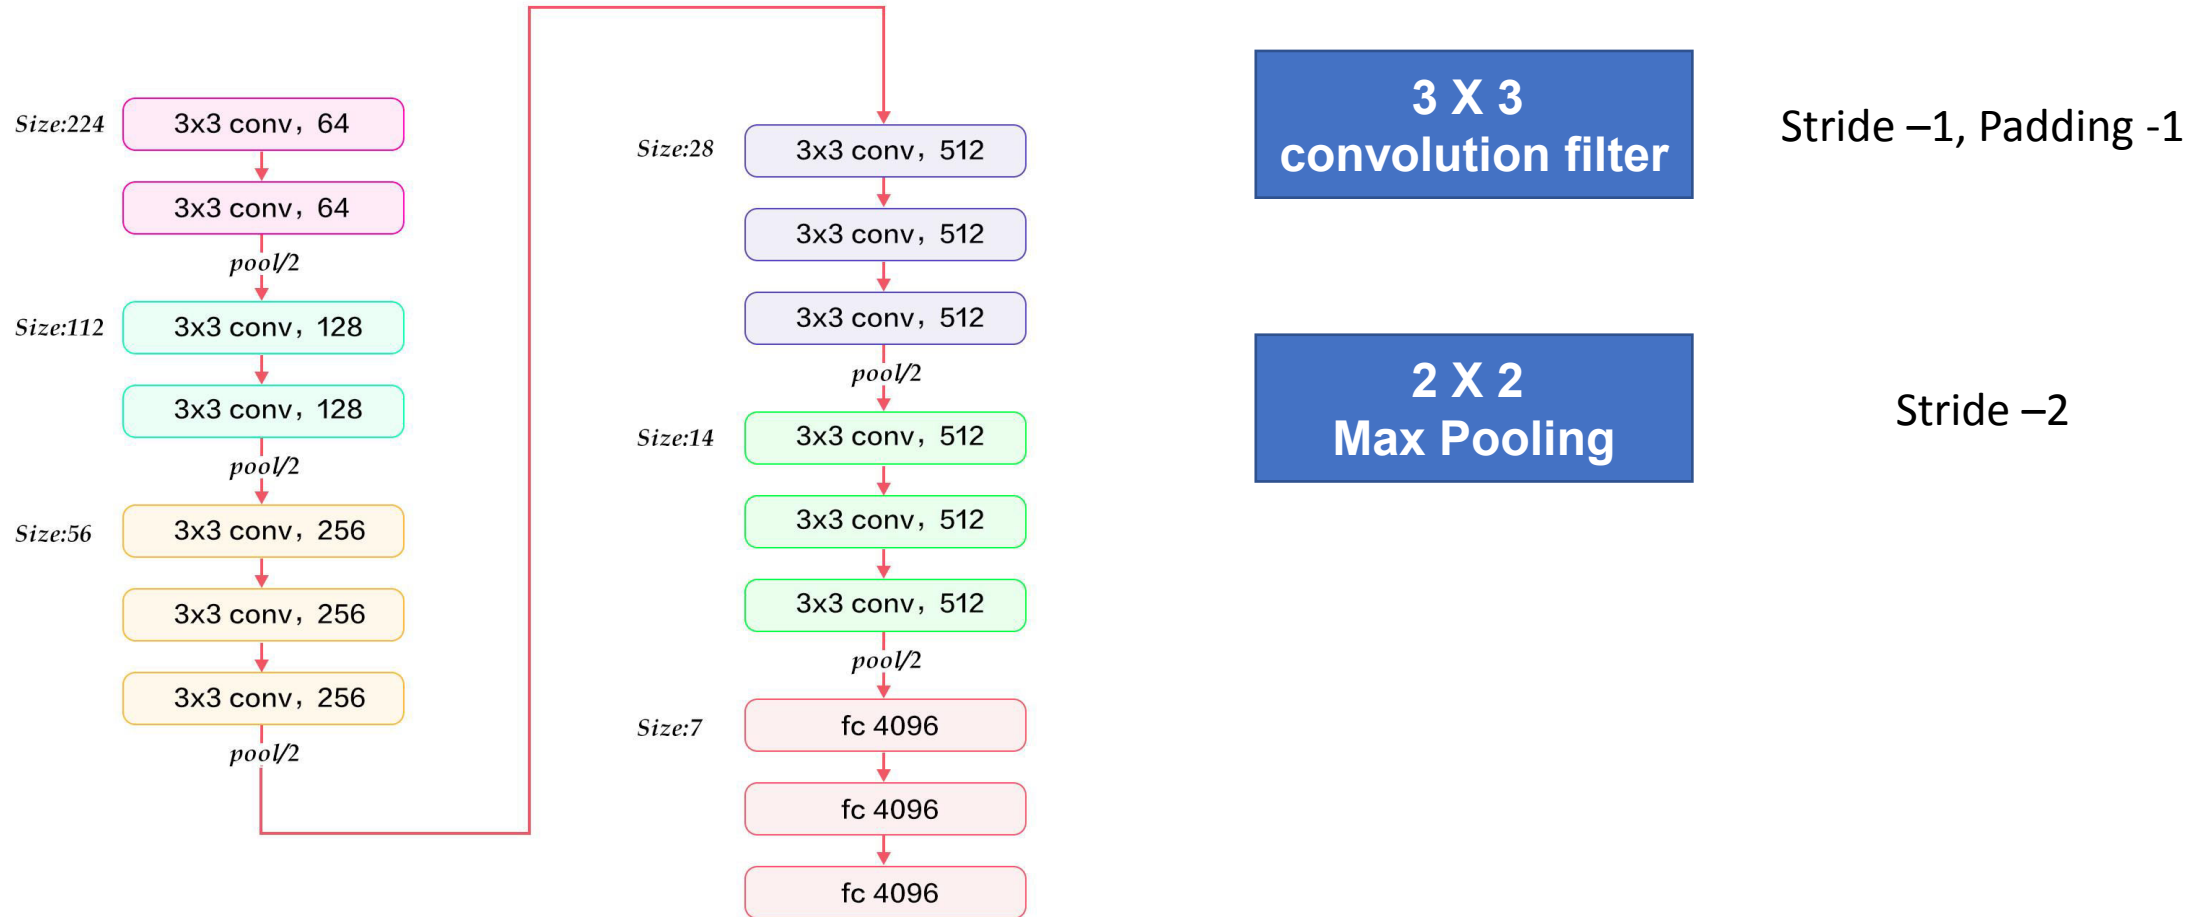 Size:224
3x3 conv, 64
3x3 conv, 64
pool/2
Size:112
3x3 conv, 128
3x3 conv, 128
pool/2
Size:56
3x3 conv, 256
3x3 conv, 256
3x3 conv, 256
pool/2
Size:28
3x3 conv, 512
3x3 conv, 512
3x3 conv, 512
pool/2
Size:14
3x3 conv, 512
3x3 conv, 512
3x3 conv, 512
pool/2
Size:7
fc 4096
fc 4096
fc 4096
3 X 3
convolution filter
Stride –1, Padding -1
2 X 2
Max Pooling
Stride –2